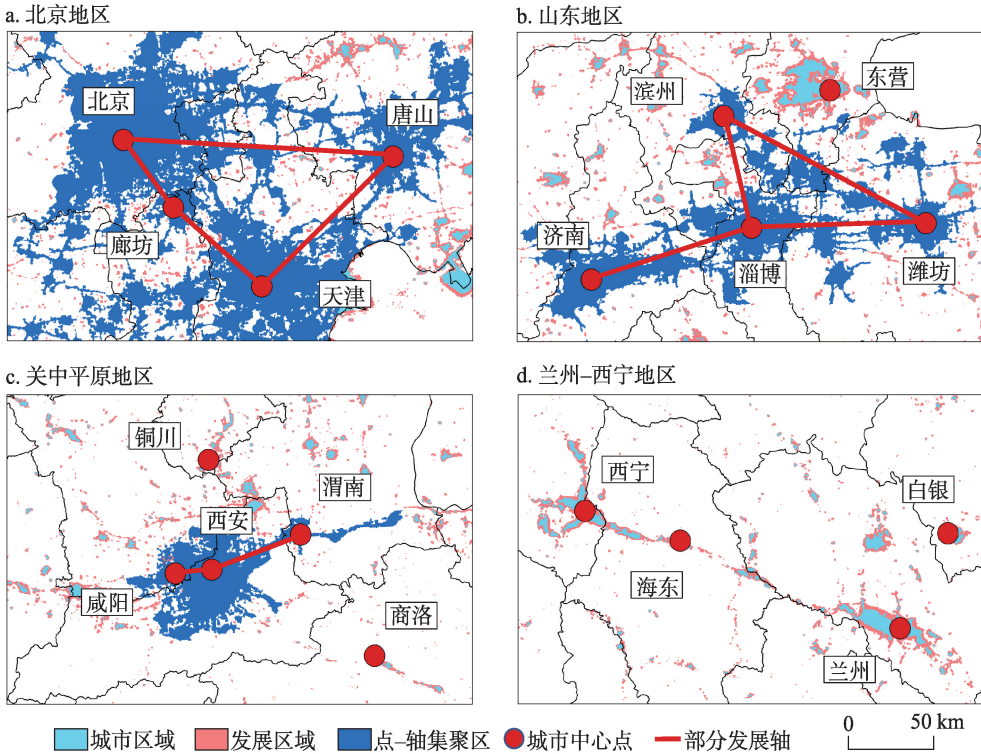 a. 北京地区
北京
唐山
廊坊
天津
b. 山东地区
滨州
东营
济南
淄博
潍坊
c. 关中平原地区
铜川
渭南
西安
咸阳
商洛
d. 兰州–西宁地区
西宁
白银
海东
兰州
城市区域 发展区域 点–轴集聚区 城市中心点 部分发展轴
0 50 km